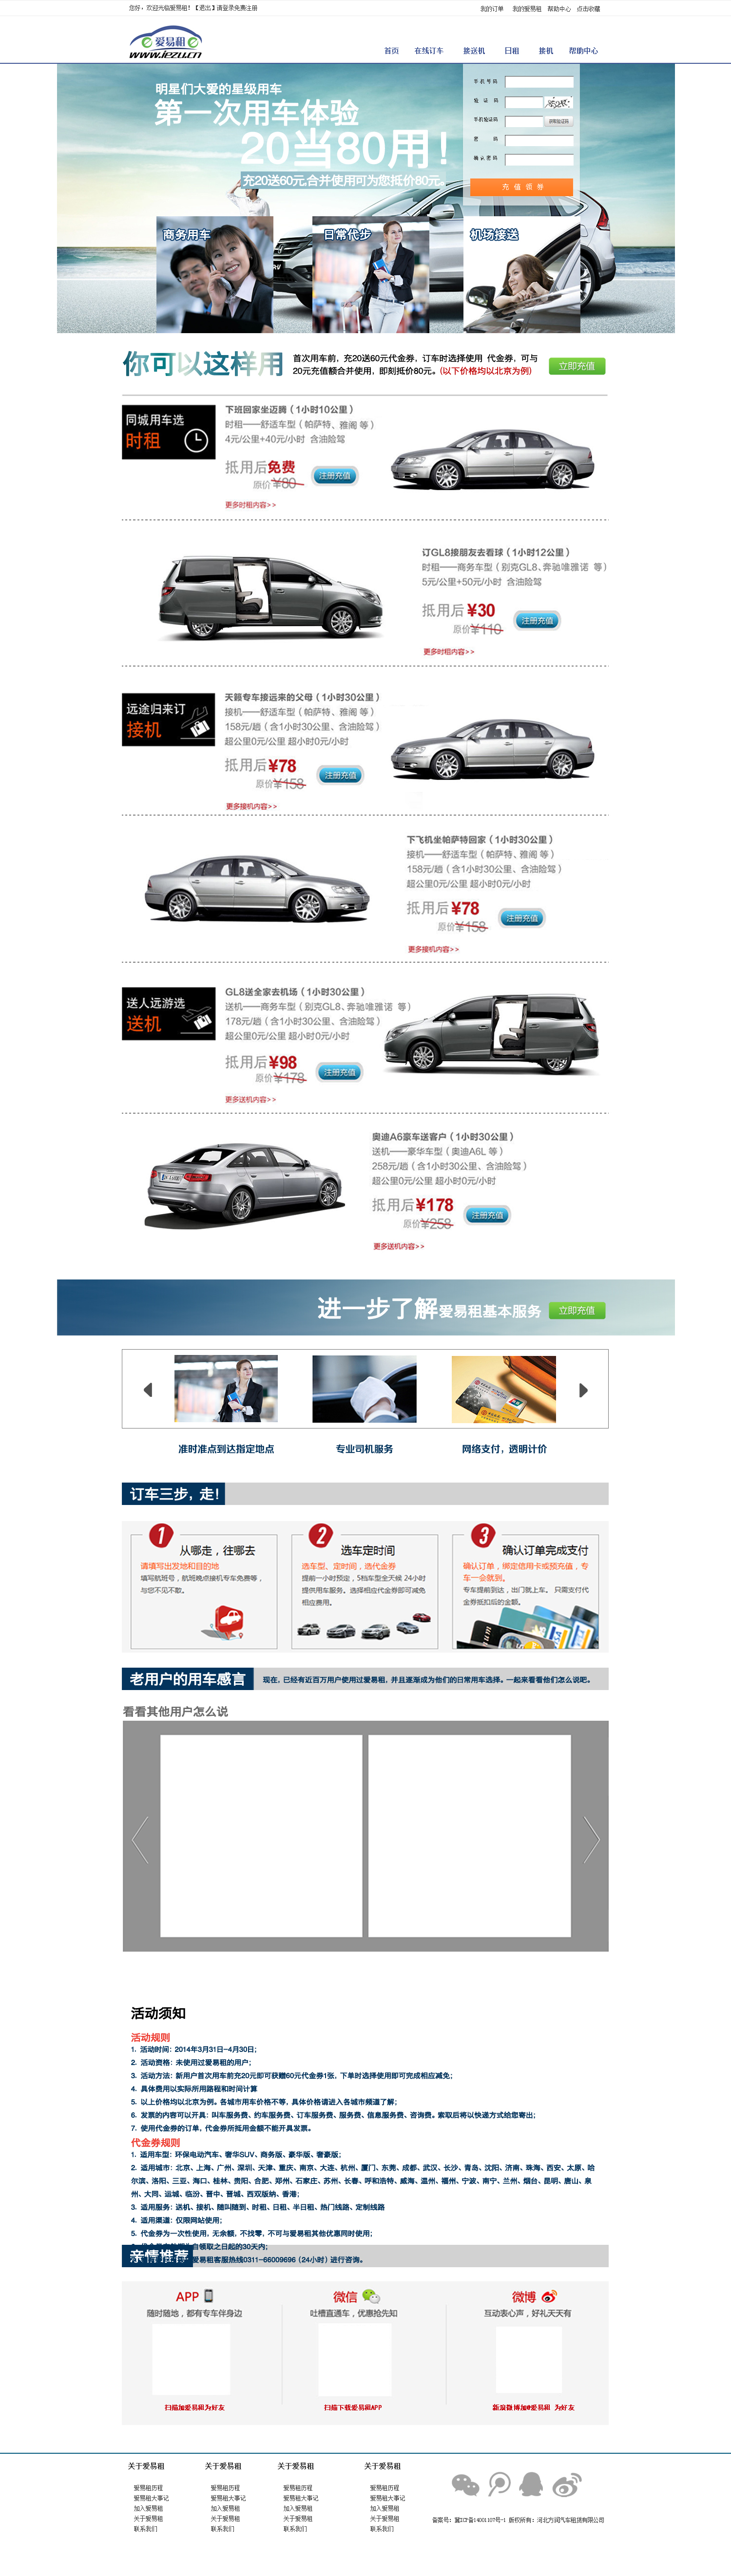 您好，欢迎光临爱易租！【退出】请登录免费注册
我的订单 我的爱易租 帮助中心 点击收藏
爱易租
www.iezu.cn
首页 在线订车 接送机 日租 接机 帮助中心
明星们大爱的星级用车
第一次用车体验
20当80用！
充20送60元,合并使用可为您抵价80元。
手机号码
验 证 码
手机验证码
获取验证码
密 码
确认密码
充 值 领 券
商务用车
日常代步
机场接送
你可以这样用
首次用车前，充20送60元代金券，订车时选择使用 代金券，可与
20元充值额合并使用，即刻抵价80元。(以下价格均以北京为例)
立即充值
同城用车选
时租
下班回家坐迈腾（1小时10公里）
时租——舒适车型（帕萨特、雅阁 等）
4元/公里+40元/小时 含油险驾
抵用后免费
原价¥80
注册充值
更多时租内容>>
订GL8接朋友去看球（1小时12公里）
时租——商务车型（别克GL8、奔驰唯雅诺 等）
5元/公里+50元/小时 含油险驾
抵用后¥30
原价¥110
注册充值
更多时租内容>>
远途归来订
接机
天籁专车接远来的父母（1小时30公里）
接机——舒适车型（帕萨特、雅阁 等）
158元/趟（含1小时30公里、含油险驾）
超公里0元/公里 超小时0元/小时
抵用后¥78
原价¥158
注册充值
更多接机内容>>
下飞机坐帕萨特回家（1小时30公里）
接机——舒适车型（帕萨特、雅阁 等）
158元/趟（含1小时30公里、含油险驾）
超公里0元/公里 超小时0元/小时
抵用后¥78
原价¥158
注册充值
更多接机内容>>
送人远游选
送机
GL8送全家去机场（1小时30公里）
送机——商务车型（别克GL8、奔驰唯雅诺 等）
178元/趟（含1小时30公里、含油险驾）
超公里0元/公里 超小时0元/小时
抵用后¥98
原价¥178
注册充值
更多送机内容>>
奥迪A6豪车送客户（1小时30公里）
送机——豪华车型（奥迪A6L 等）
258元/趟（含1小时30公里、含油险驾）
超公里0元/公里 超小时0元/小时
抵用后¥178
原价¥258
注册充值
更多送机内容>>
进一步了解爱易租基本服务
立即充值
准时准点到达指定地点 专业司机服务 网络支付，透明计价
订车三步，走！
1 从哪走，往哪去
请填写出发地和目的地
填写航班号，航班晚点接机专车免费等，
与您不见不散。
2 选车定时间
选车型、定时间，选代金券
提前一小时预定，5档车型全天候 24小时
提供用车服务。选择相应代金券即可减免
相应费用。
3 确认订单完成支付
确认订单，绑定信用卡或预充值，专
车一会就到。
专车提前到达，出门就上车。 只需支付代
金券抵扣后的金额。
老用户的用车感言
现在，已经有近百万用户使用过爱易租，并且逐渐成为他们的日常用车选择。一起来看看他们怎么说吧。
看看其他用户怎么说
活动须知
活动规则
1. 活动时间：2014年3月31日-4月30日；
2. 活动资格：未使用过爱易租的用户；
3. 活动方法：新用户首次用车前充20元即可获赠60元代金券1张，下单时选择使用即可完成相应减免；
4. 具体费用以实际所用路程和时间计算
5. 以上价格均以北京为例。各城市用车价格不等，具体价格请进入各城市频道了解；
6. 发票的内容可以开具：叫车服务费、约车服务费、订车服务费、服务费、信息服务费、咨询费。索取后将以快递方式给您寄出；
7. 使用代金券的订单，代金券所抵用金额不能开具发票。
代金券规则
1. 适用车型：环保电动汽车、奢华SUV、商务版、豪华版、奢豪版；
2. 适用城市：北京、上海、广州、深圳、天津、重庆、南京、大连、杭州、厦门、东莞、成都、武汉、长沙、青岛、沈阳、济南、珠海、西安、太原、哈
尔滨、洛阳、三亚、海口、桂林、贵阳、合肥、郑州、石家庄、苏州、长春、呼和浩特、威海、温州、福州、宁波、南宁、兰州、烟台、昆明、唐山、泉
州、大同、运城、临汾、晋中、晋城、西双版纳、香港；
3. 适用服务：送机、接机、随叫随到、时租、日租、半日租、热门线路、定制线路
4. 适用渠道：仅限网站使用；
5. 代金券为一次性使用，无余额，不找零，不可与爱易租其他优惠同时使用；
自领取之日起的30天内；
亲情推荐
爱易租客服热线0311-66009696（24小时）进行咨询。
APP 微信 微博
随时随地，都有专车伴身边 吐槽直通车，优惠抢先知 互动表心声，好礼天天有
扫描加爱易租为好友 扫描下载爱易租APP 新浪微博加@爱易租 为好友
关于爱易租 关于爱易租 关于爱易租 关于爱易租
爱易租历程 爱易租历程 爱易租历程 爱易租历程
爱易租大事记 爱易租大事记 爱易租大事记 爱易租大事记
加入爱易租 加入爱易租 加入爱易租 加入爱易租
关于爱易租 关于爱易租 关于爱易租 关于爱易租
联系我们 联系我们 联系我们 联系我们
备案号：冀ICP备14001107号-1 版权所有：河北方润汽车租赁有限公司